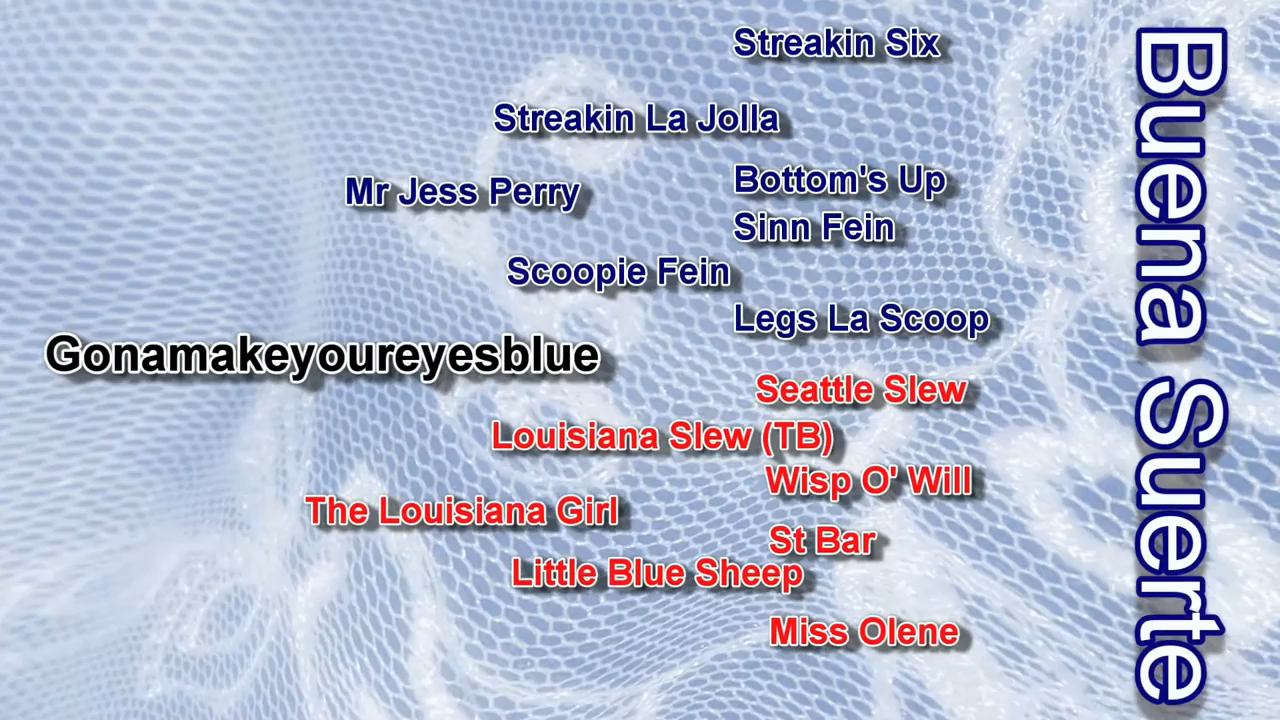 Streakin Six
Streakin La Jolla
Bottom's Up
Mr Jess Perry
Sinn Fein
Scoopie Fein
Legs La Scoop
Gonamakeyoureyesblue
Seattle Slew
Louisiana Slew (TB)
Wisp O' Will
The Louisiana Girl
St Bar
Little Blue Sheep
Miss Olene
Buena Suerte